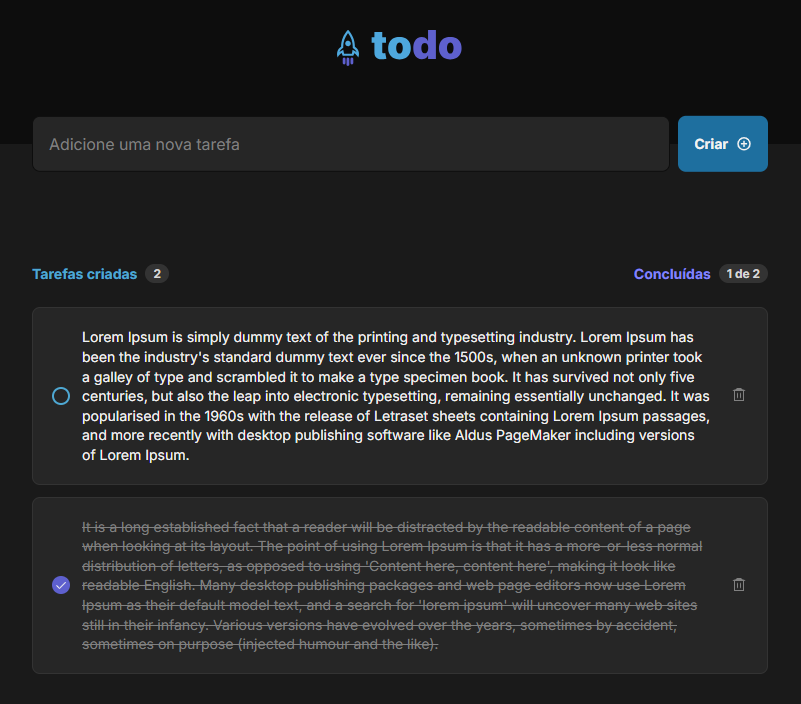 todo
Adicione uma nova tarefa
Criar
Tarefas criadas 2
Concluídas 1 de 2
Lorem Ipsum is simply dummy text of the printing and typesetting industry. Lorem Ipsum has
been the industry's standard dummy text ever since the 1500s, when an unknown printer took
a galley of type and scrambled it to make a type specimen book. It has survived not only five
centuries, but also the leap into electronic typesetting, remaining essentially unchanged. It was
popularised in the 1960s with the release of Letraset sheets containing Lorem Ipsum passages,
and more recently with desktop publishing software like Aldus PageMaker including versions
of Lorem Ipsum.
It is a long established fact that a reader will be distracted by the readable content of a page
when looking at its layout. The point of using Lorem Ipsum is that it has a more-or-less normal
distribution of letters, as opposed to using 'Content here, content here', making it look like
readable English. Many desktop publishing packages and web page editors now use Lorem
Ipsum as their default model text, and a search for 'lorem ipsum' will uncover many web sites
still in their infancy. Various versions have evolved over the years, sometimes by accident,
sometimes on purpose (injected humour and the like).